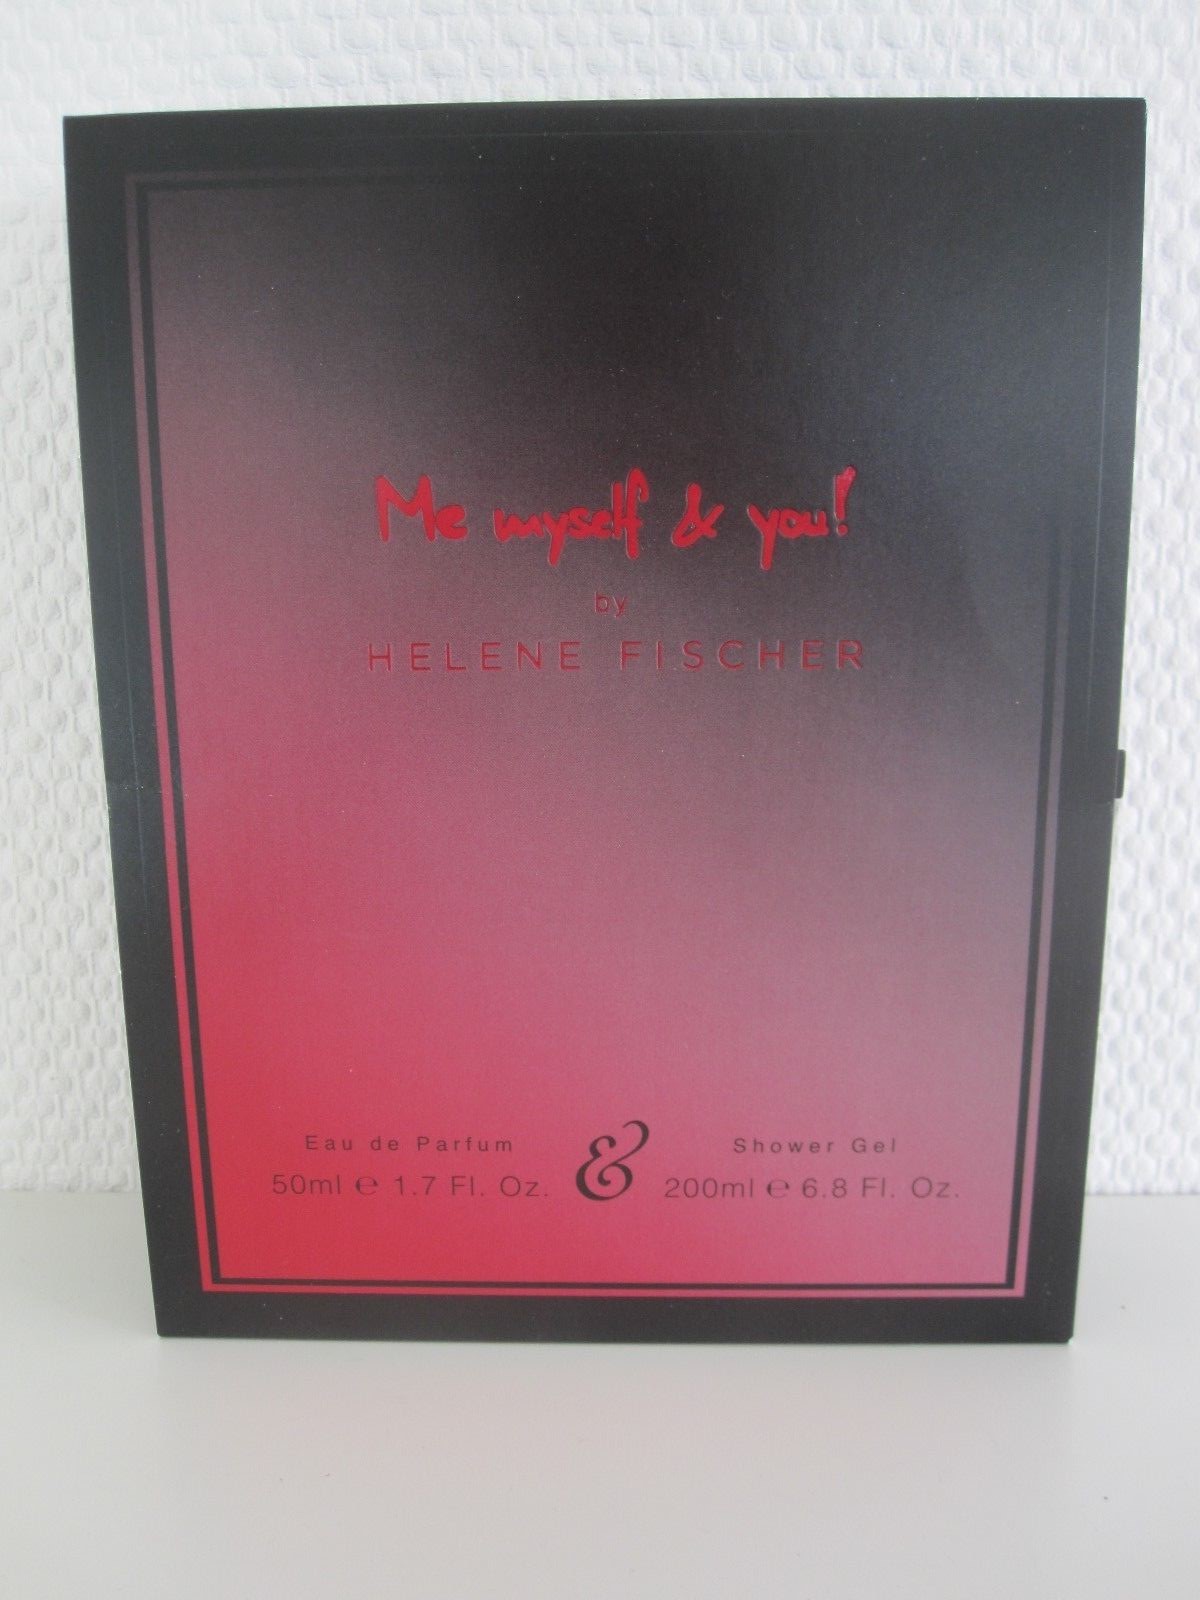 Me myself & you!
by
HELENE FISCHER
Eau de Parfum
50ml ℮ 1.7 Fl. Oz.
&
Shower Gel
200ml ℮ 6.8 Fl. Oz.